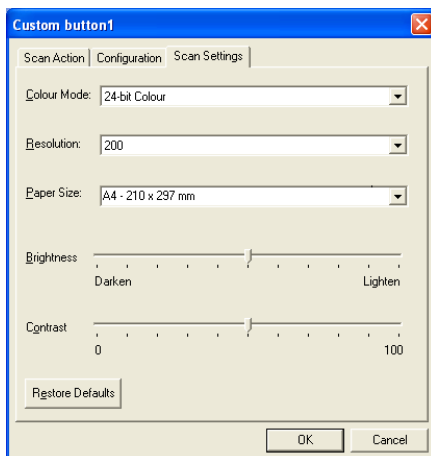 Custom button1
Scan Action Configuration Scan Settings
Colour Mode: 24-bit Colour
Resolution: 200
Paper Size: A4 - 210 x 297 mm
Brightness
Darken Lighten
Contrast
0 100
Restore Defaults
OK Cancel